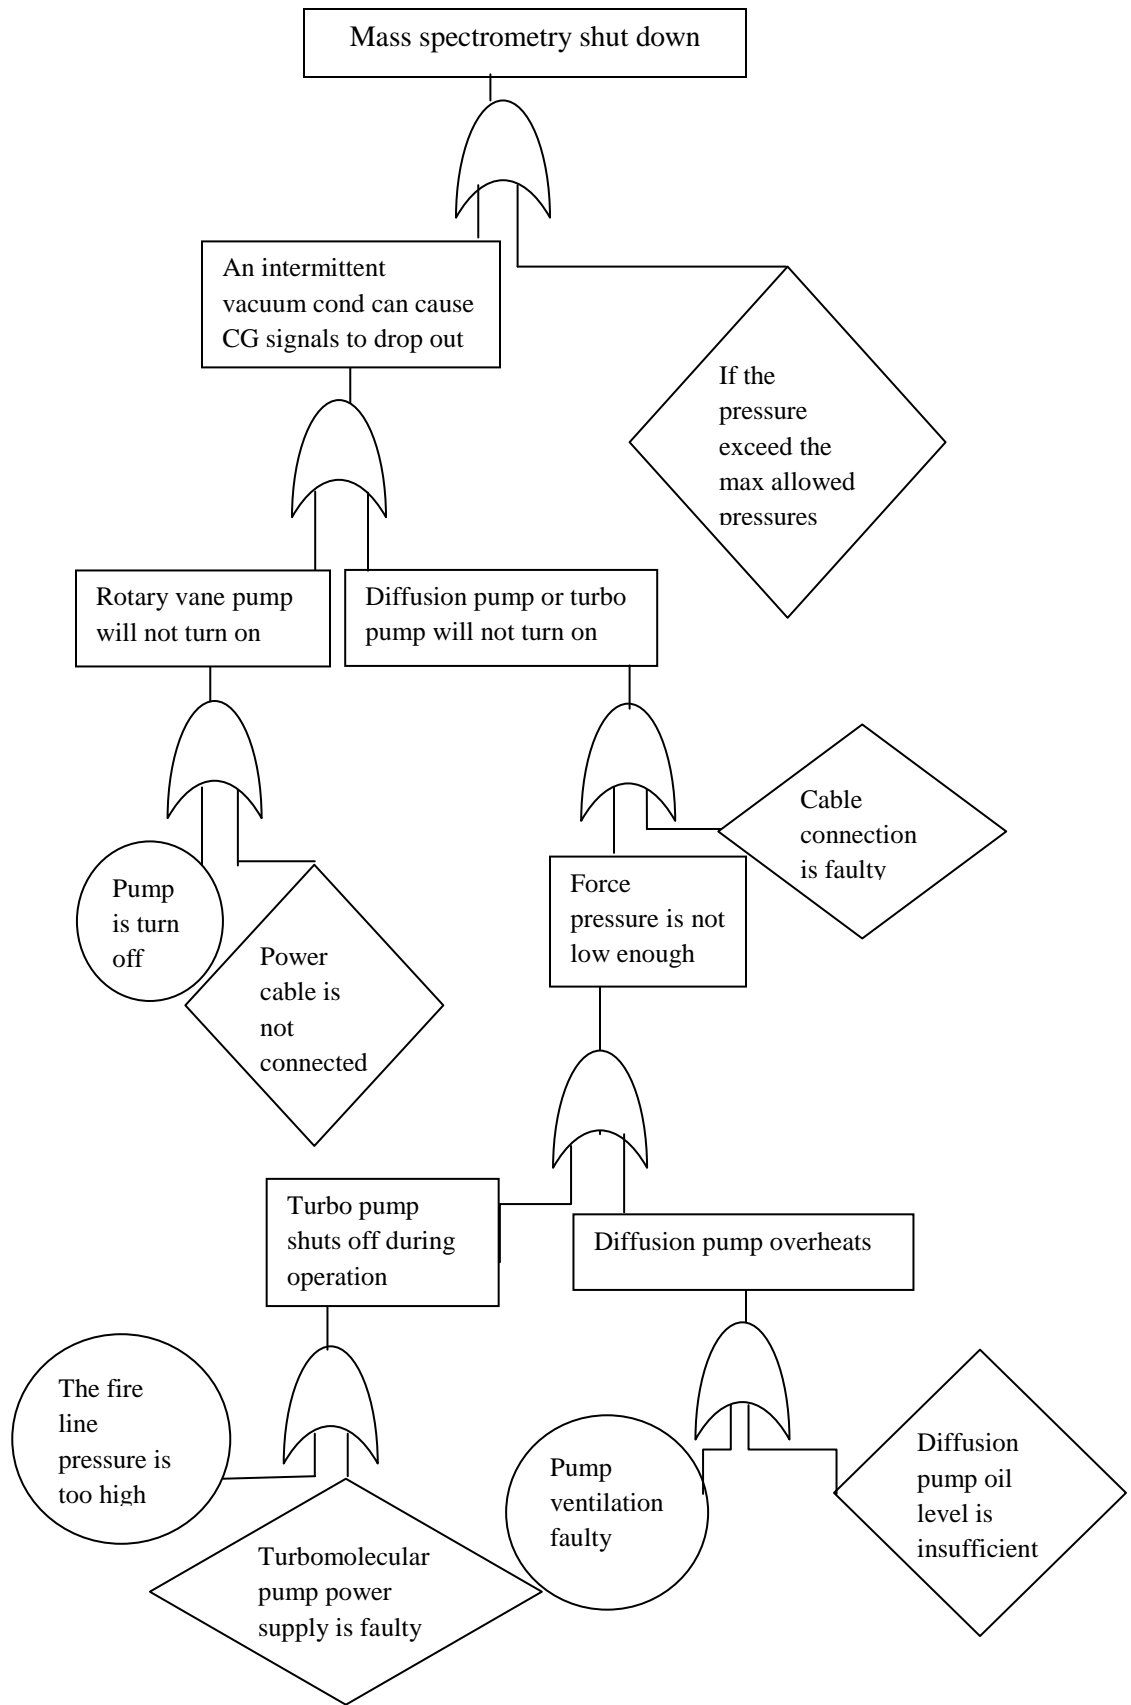 Mass spectrometry shut down
An intermittent
vacuum cond can cause
CG signals to drop out
If the
pressure
exceed the
max allowed
pressures
Rotary vane pump
will not turn on
Diffusion pump or turbo
pump will not turn on
Cable
connection
is faulty
Force
pressure is not
low enough
Pump
is turn
off
Power
cable is
not
connected
Turbo pump
shuts off during
operation
Diffusion pump overheats
The fire
line
pressure is
too high
Pump
ventilation
faulty
Diffusion
pump oil
level is
insufficient
Turbomolecular
pump power
supply is faulty